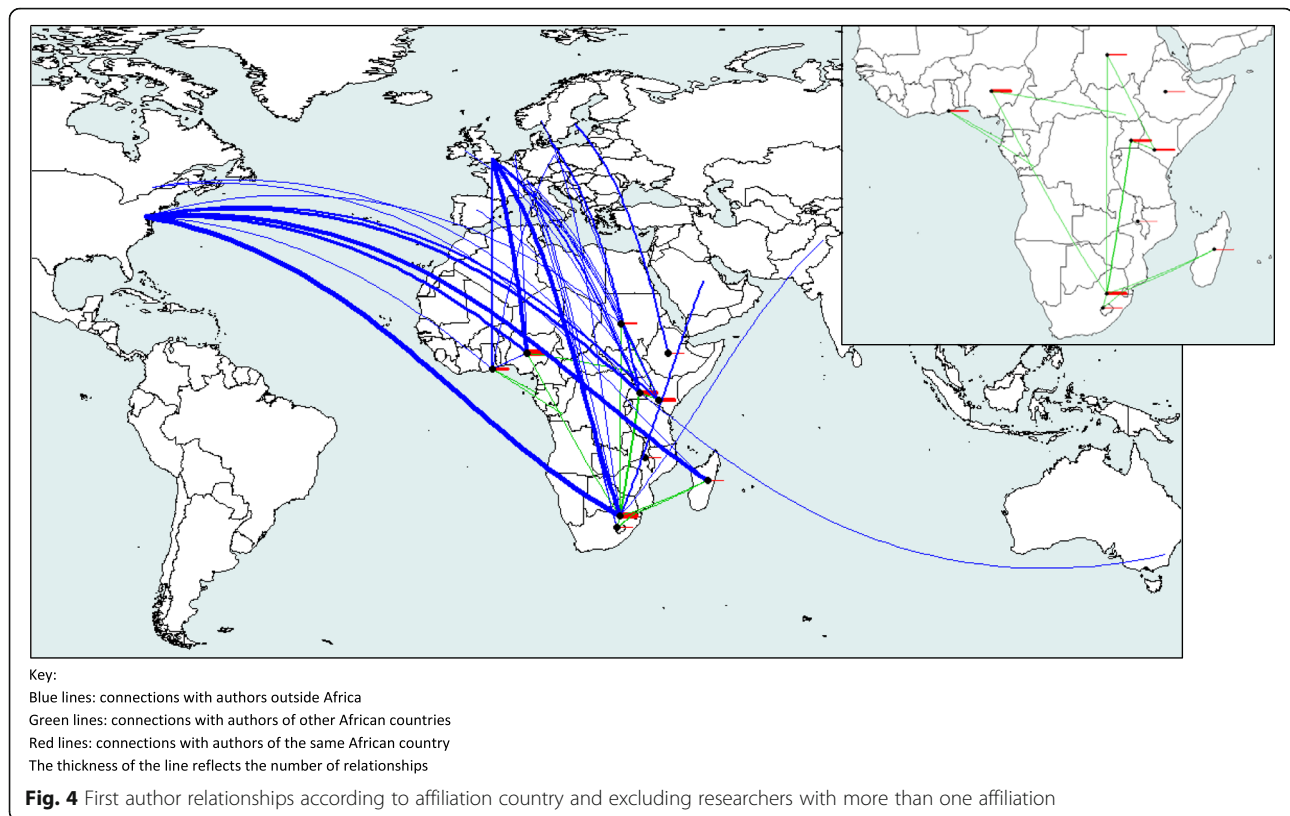 Key:
Blue lines: connections with authors outside Africa
Green lines: connections with authors of other African countries
Red lines: connections with authors of the same African country
The thickness of the line reflects the number of relationships
Fig. 4 First author relationships according to affiliation country and excluding researchers with more than one affiliation